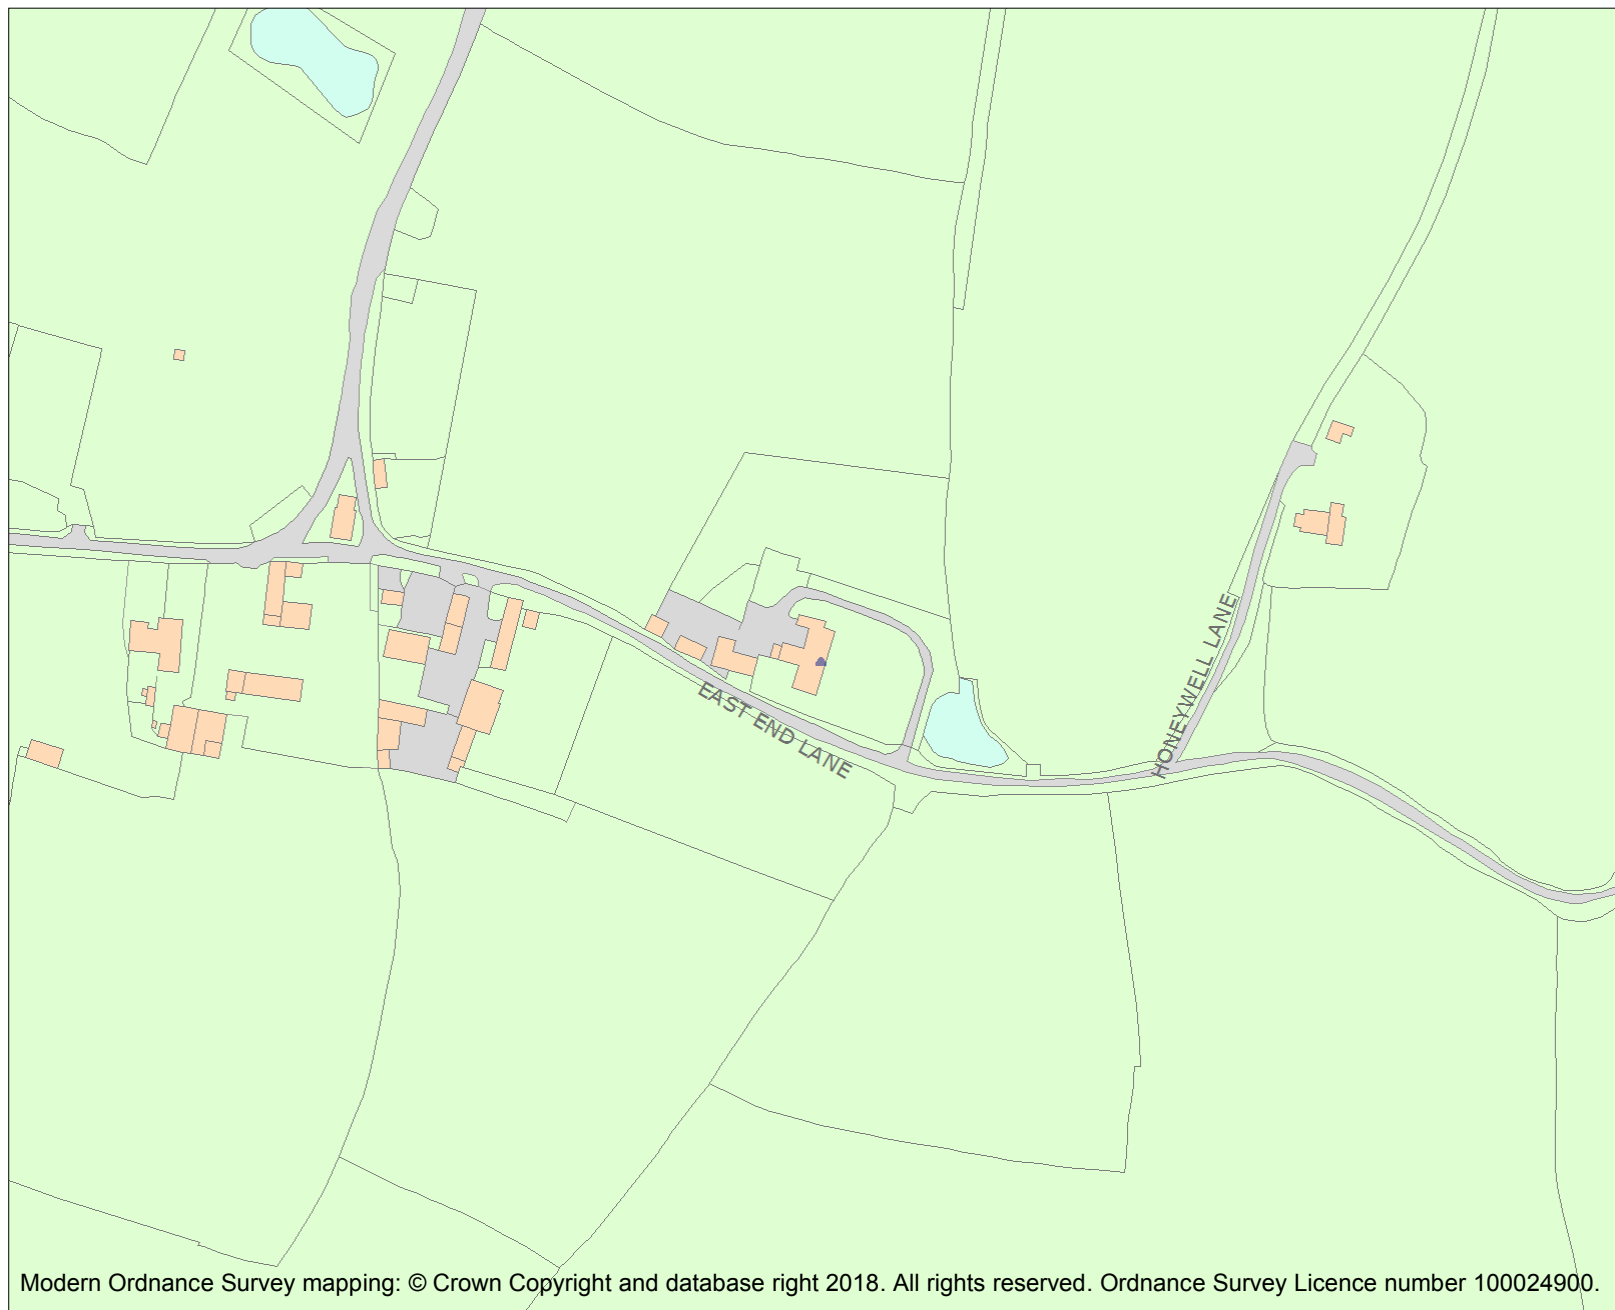 EAST END LANE
HONEYWELL LANE
Modern Ordnance Survey mapping: © Crown Copyright and database right 2018. All rights reserved. Ordnance Survey Licence number 100024900.